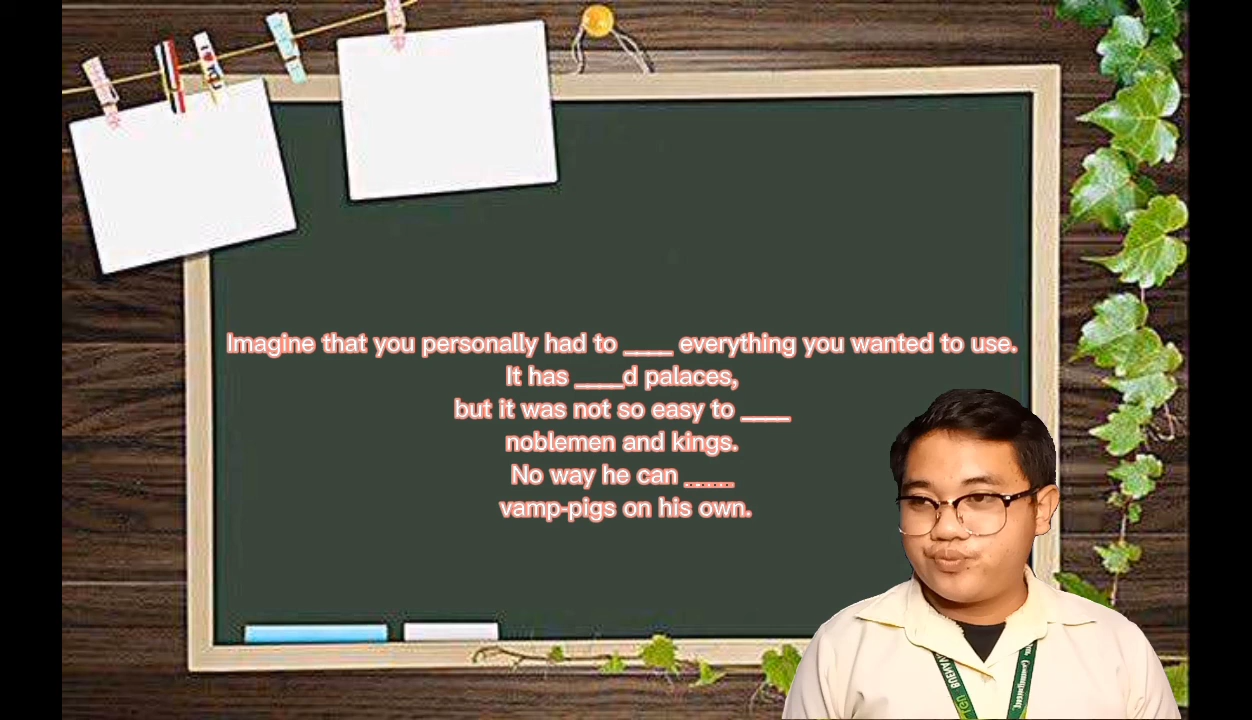 Imagine that you personally had to ____ everything you wanted to use.
It has ____d palaces,
but it was not so easy to ____
noblemen and kings.
No way he can ____
vamp-pigs on his own.